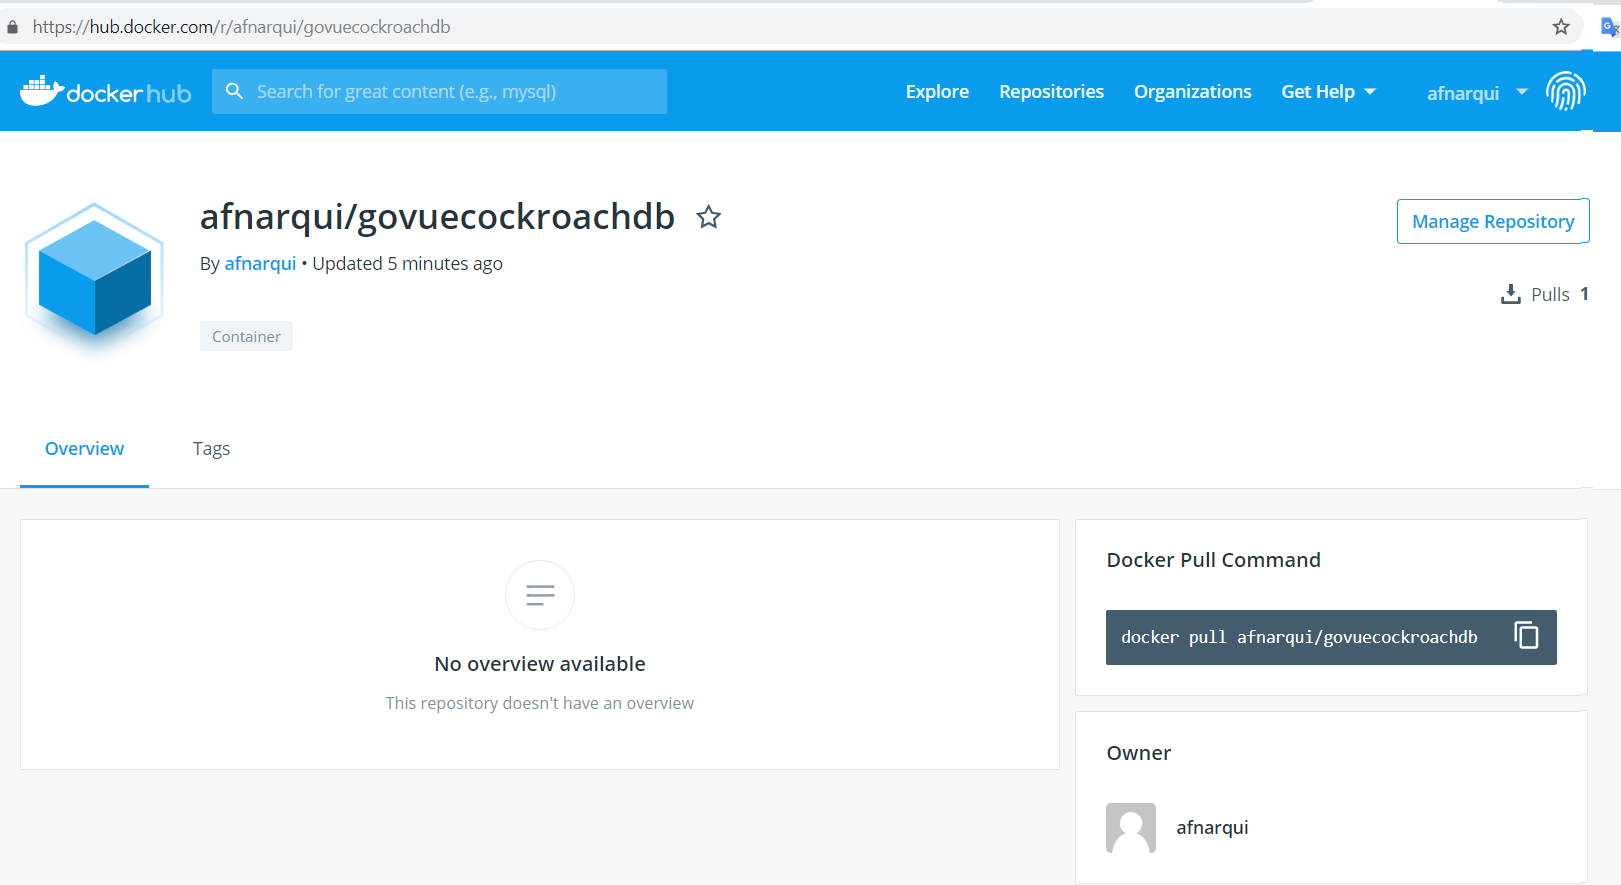 https://hub.docker.com/r/afnarqui/govuecockroachdb
docker hub
Search for great content (e.g., mysql)
Explore
Repositories
Organizations
Get Help
afnarqui
afnarqui/govuecockroachdb
By afnarqui • Updated 5 minutes ago
Container
Manage Repository
Pulls 1
Overview
Tags
No overview available
This repository doesn't have an overview
Docker Pull Command
docker pull afnarqui/govuecockroachdb
Owner
afnarqui